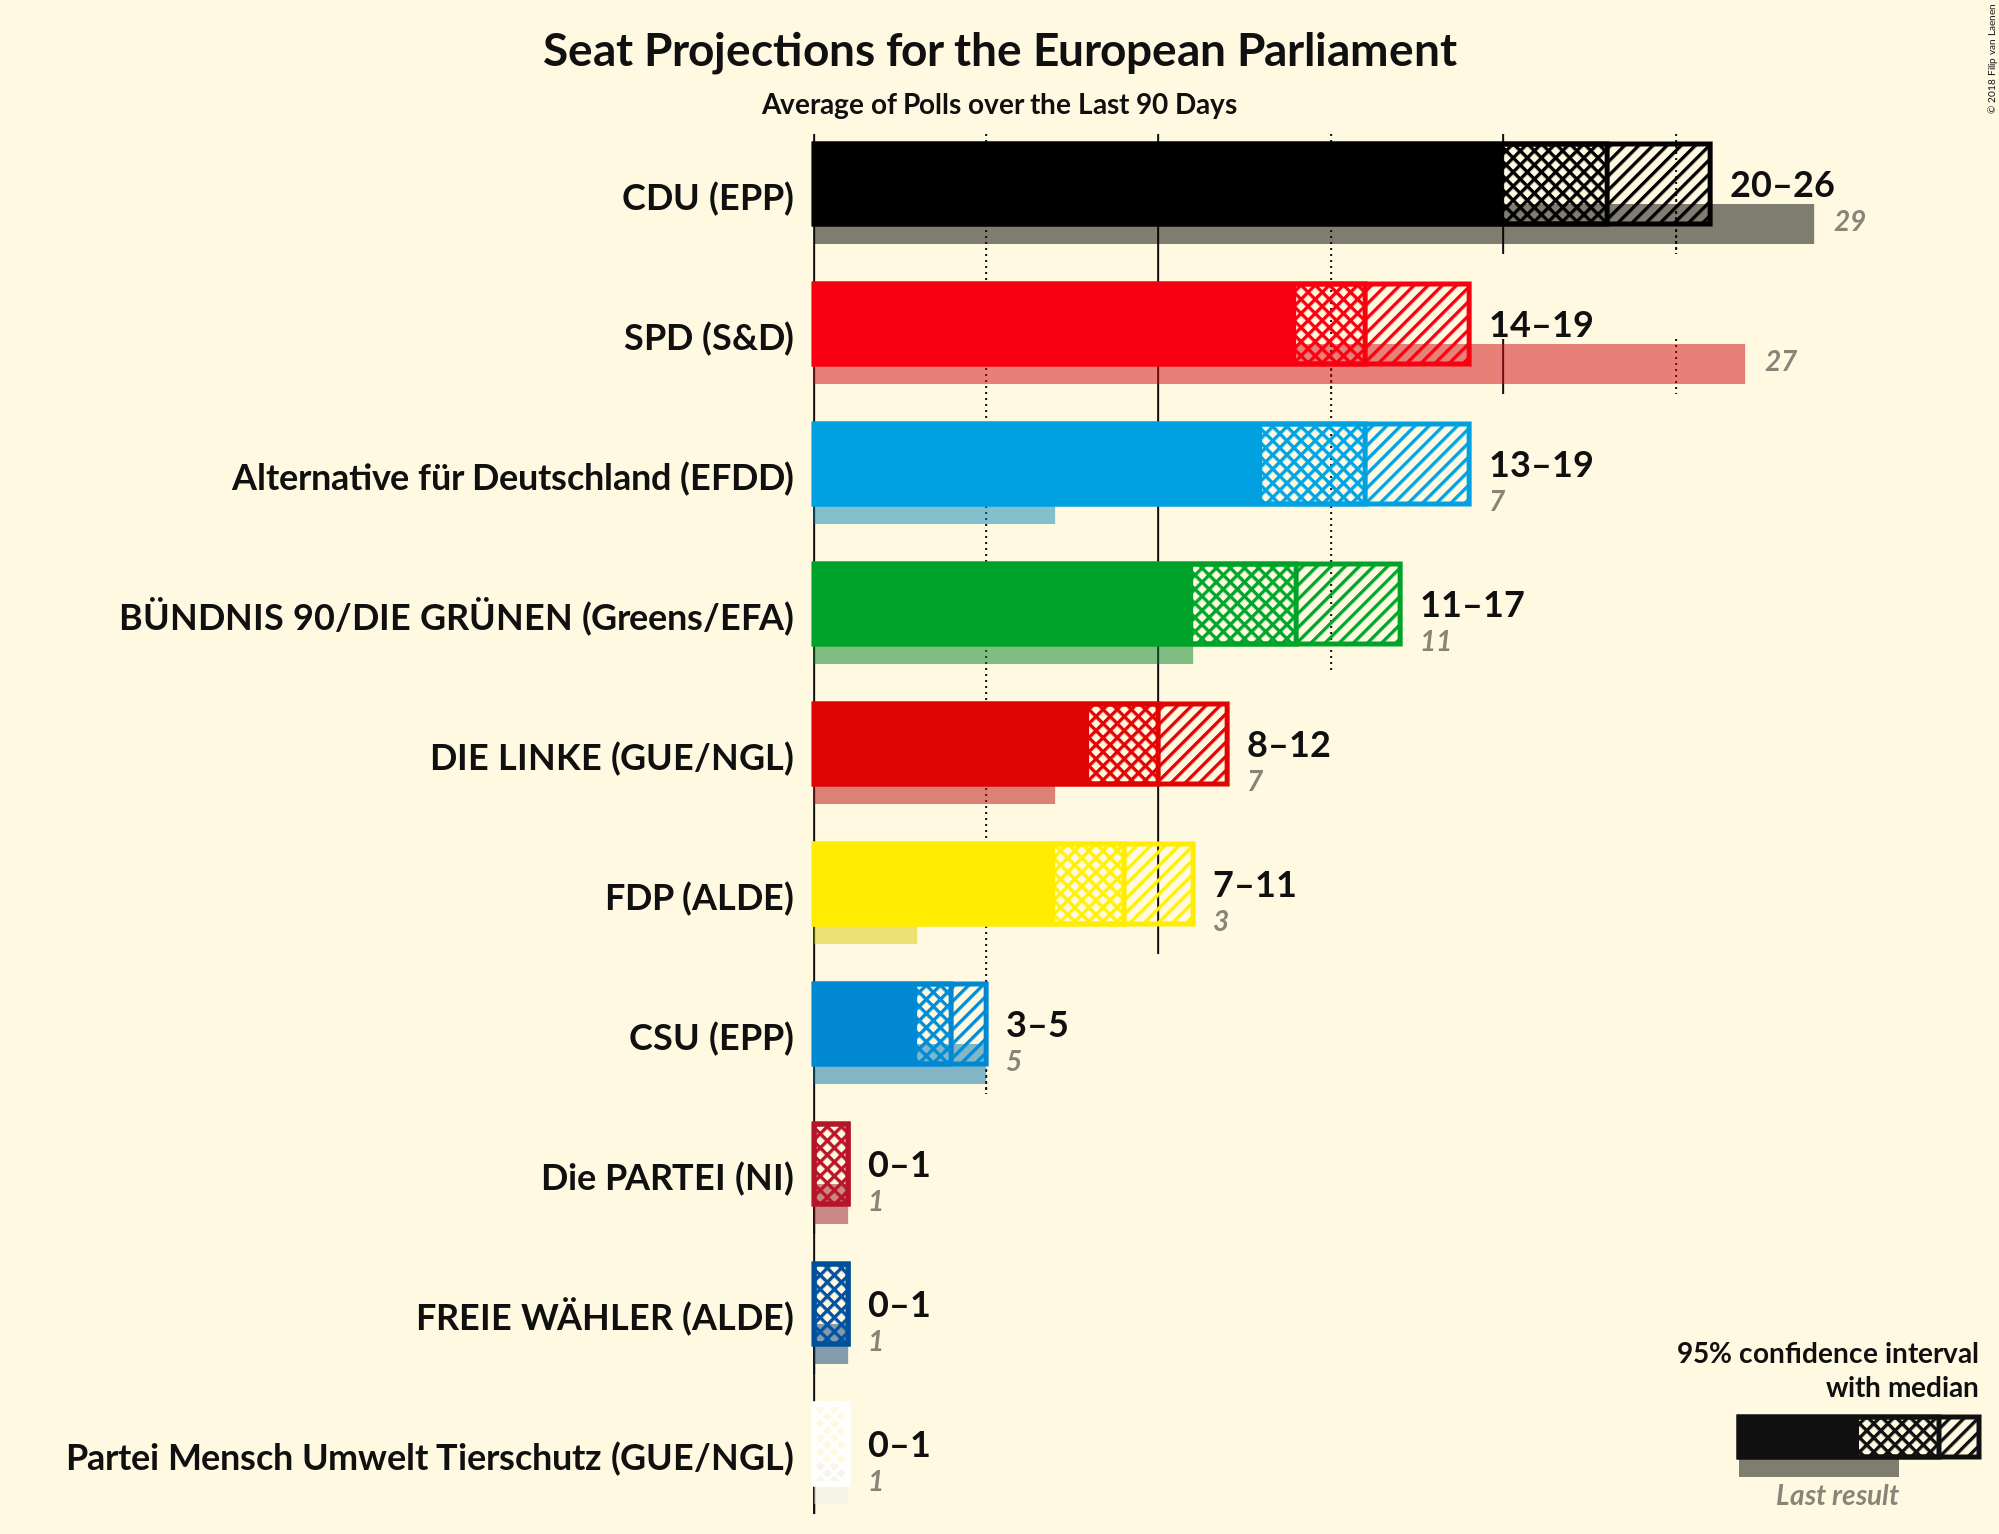 Seat Projections for the European Parliament
Average of Polls over the Last 90 Days
© 2018 Filip van Laenen
CDU (EPP)
20–26
29
SPD (S&D)
14–19
27
Alternative für Deutschland (EFDD)
13–19
7
BÜNDNIS 90/DIE GRÜNEN (Greens/EFA)
11–17
11
DIE LINKE (GUE/NGL)
8–12
7
FDP (ALDE)
7–11
3
CSU (EPP)
3–5
5
Die PARTEI (NI)
0–1
1
FREIE WÄHLER (ALDE)
0–1
1
Partei Mensch Umwelt Tierschutz (GUE/NGL)
0–1
1
95% confidence interval
with median
Last result